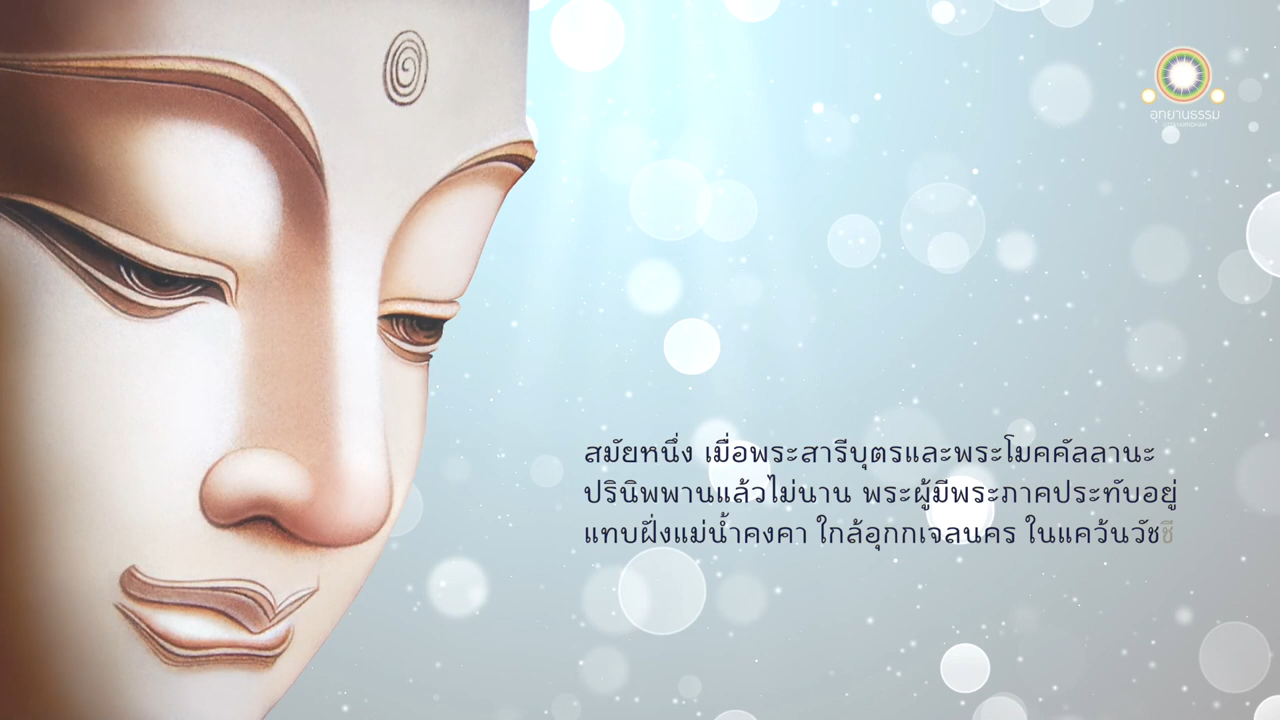 อุทยานธรรม
สมัยหนึ่ง เมื่อพระสารีบุตรและพระโมคคัลลานะ
ปรินิพพานแล้วไม่นาน พระผู้มีพระภาคประทับอยู่
แทบฝั่งแม่น้ำคงคา ใกล้อุกกเจลนคร ในแคว้นวัชชี